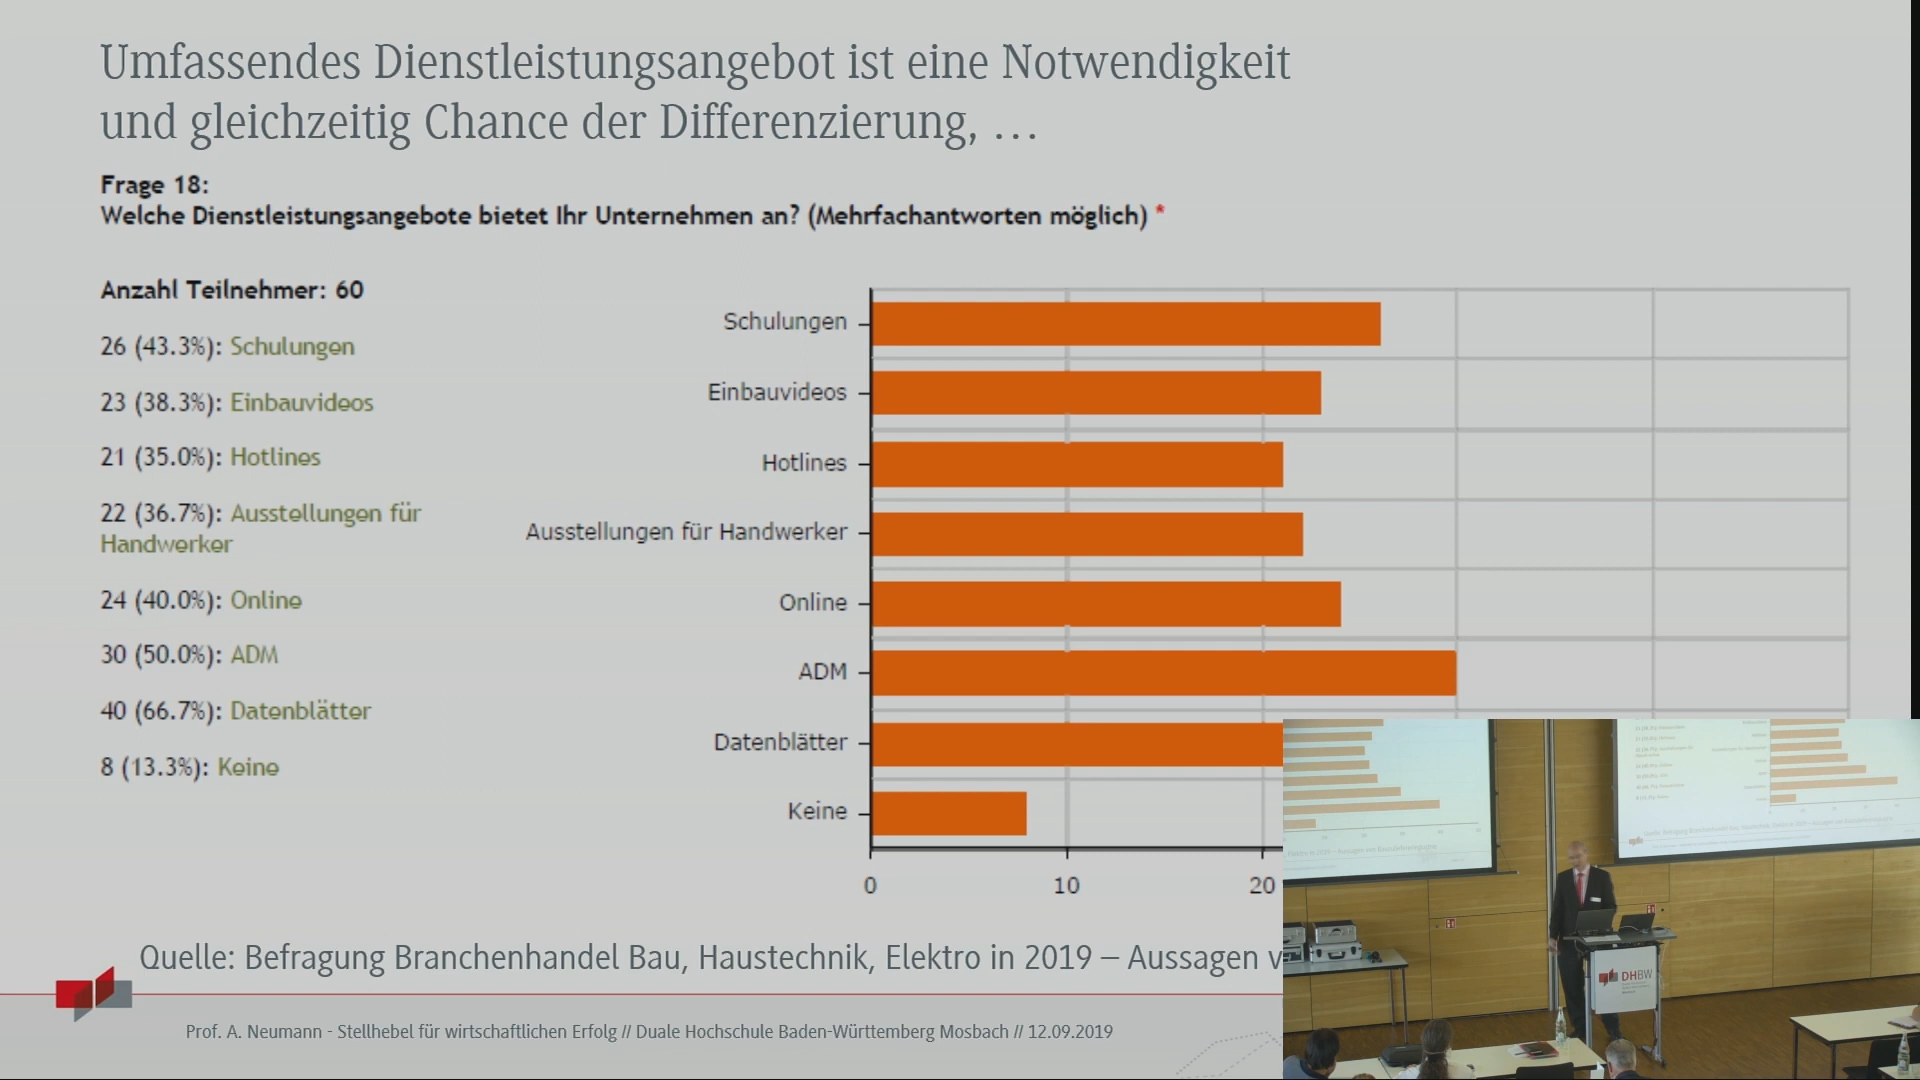 Umfassendes Dienstleistungsangebot ist eine Notwendigkeit
und gleichzeitig Chance der Differenzierung, …
Frage 18:
Welche Dienstleistungsangebote bietet Ihr Unternehmen an? (Mehrfachantworten möglich) *
Anzahl Teilnehmer: 60
26 (43.3%): Schulungen
23 (38.3%): Einbauvideos
21 (35.0%): Hotlines
22 (36.7%): Ausstellungen für
Handwerker
24 (40.0%): Online
30 (50.0%): ADM
40 (66.7%): Datenblätter
8 (13.3%): Keine
Schulungen
Einbauvideos
Hotlines
Ausstellungen für Handwerker
Online
ADM
Datenblätter
Keine
0 10 20
Quelle: Befragung Branchenhandel Bau, Haustechnik, Elektro in 2019 – Aussagen v
Prof. A. Neumann - Stellhebel für wirtschaftlichen Erfolg // Duale Hochschule Baden-Württemberg Mosbach // 12.09.2019
DHBW